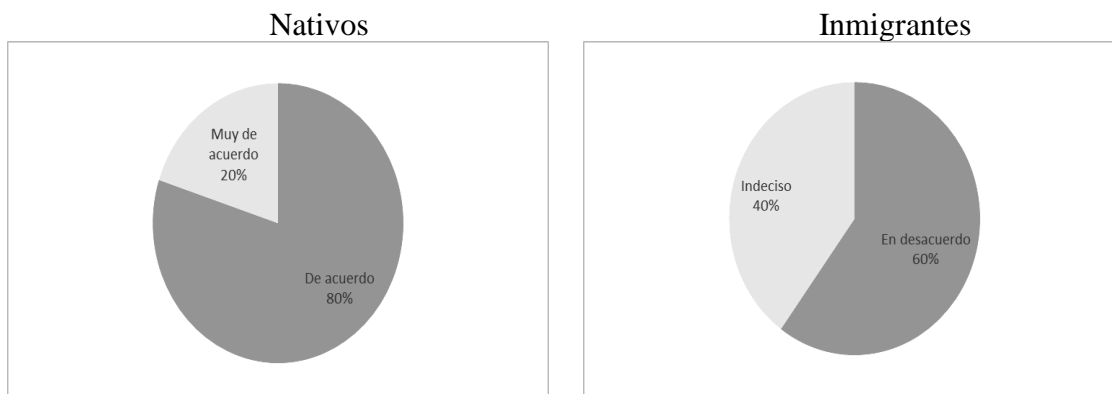 Nativos
Muy de
acuerdo
20%
De acuerdo
80%
Inmigrantes
Indeciso
40%
En desacuerdo
60%